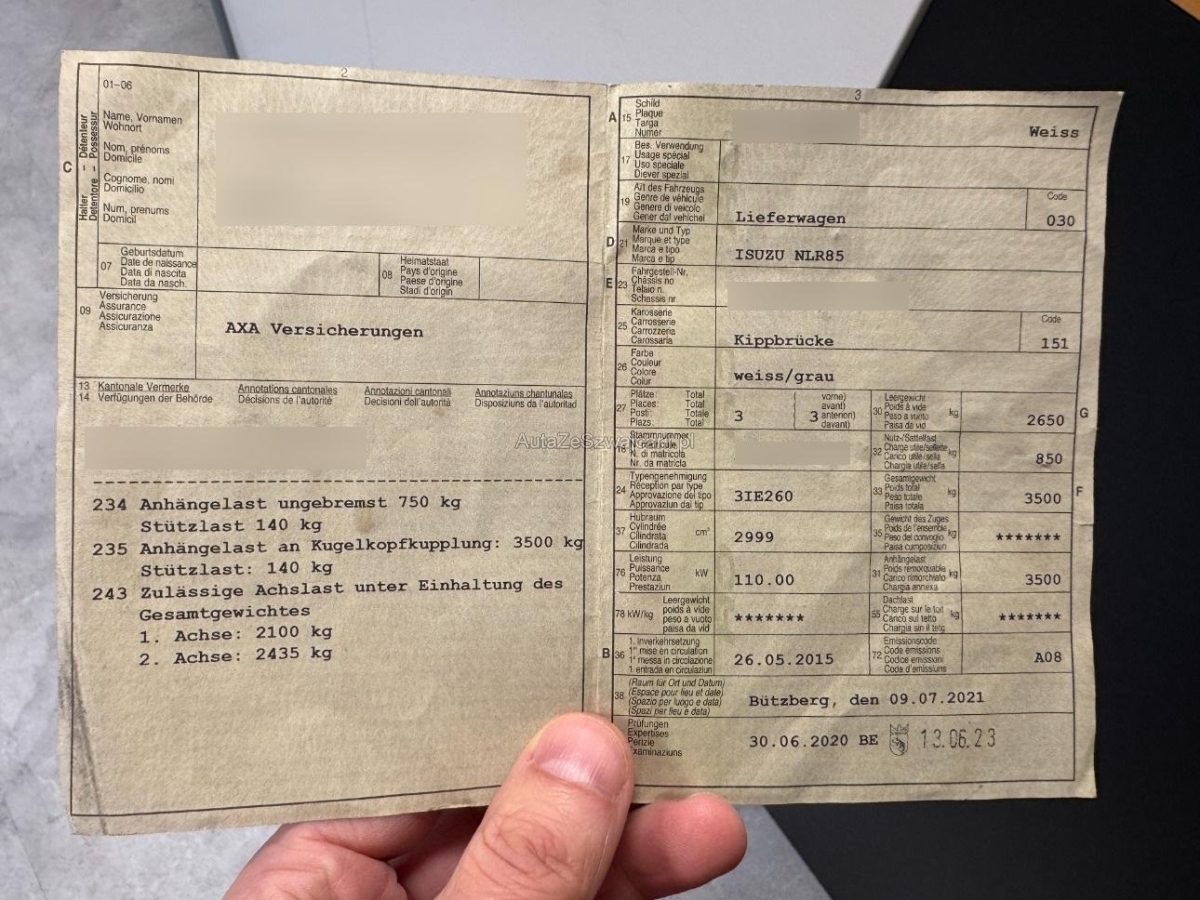 2
01-06
C
Halter – Détenteur
Detentore – Possessur
Name, Vornamen
Wohnort
Nom, prénoms
Domicile
Cognome, nomi
Domicilio
Num, prenums
Domicil
07
Geburtsdatum
Date de naissance
Data di nascita
Data da nasch.
08
Heimatstaat
Pays d'origine
Paese d'origine
Stadi d'origin
09
Versicherung
Assurance
Assicurazione
Assicuranza
AXA Versicherungen
13 Kantonale Vermerke Annotations cantonales Annotazioni cantonali Annotaziuns chantunalas
14 Verfügungen der Behörde Décisions de l'autorité Decisioni dell'autorità Disposiziuns da l'autoritad
234 Anhängelast ungebremst 750 kg
Stützlast 140 kg
235 Anhängelast an Kugelkopfkupplung: 3500 kg
Stützlast: 140 kg
243 Zulässige Achslast unter Einhaltung des
Gesamtgewichtes
1. Achse: 2100 kg
2. Achse: 2435 kg
3
A 15
Schild
Plaque
Targa
Numer
Weiss
17
Bes. Verwendung
Usage spécial
Uso speciale
Diever spezial
19
Art des Fahrzeugs
Genre de véhicule
Genere di veicolo
Gener dal vehichel
Lieferwagen
Code
030
D 21
Marke und Typ
Marque et type
Marca e tipo
Marca e tip
ISUZU NLR85
E 23
Fahrgestell-Nr.
Châssis no
Telaio n.
Schassis nr
25
Karosserie
Carrosserie
Carrozzeria
Carossaria
Kippbrücke
Code
151
26
Farbe
Couleur
Colore
Colur
weiss/grau
27
Plätze: Total
Places: Total
Posti: Totale
Plazs: Total
3
vorne)
avant)
anteriori)
davant)
3
30
Leergewicht
Poids à vide
Peso a vuoto
Paisa da vid
kg
2650
G
18
Stammnummer
N. matricule
N. di matricola
Nr. da matricla
AutaZeSzwajcarii.pl
32
Nutz-/Sattellast
Charge utile/sellette
Carico utile/sella
Chargia utila/sella
kg
850
24
Typengenehmigung
Réception par type
Approvazione del tipo
Approvaziun dal tip
3IE260
33
Gesamtgewicht
Poids total
Peso totale
Paisa totala
kg
3500
F
37
Hubraum
Cylindrée
Cilindrata
Cilindrada
cm³
2999
35
Gewicht des Zuges
Poids de l'ensemble
Peso del convoglio
Paisa cumposiziun
kg
*******
76
Leistung
Puissance
Potenza
Prestaziun
kW
110.00
31
Anhängelast
Poids remorquable
Carico rimorchiato
Chargia annexa
kg
3500
78 kW/kg
Leergewicht
poids à vide
peso a vuoto
paisa da vid
*******
55
Dachlast
Charge sur le toit
Carico sul tetto
Chargia sin il tetg
kg
*******
B 36
1. Inverkehrsetzung
1re mise en circulation
1a messa in circolazione
1 entrada en circulaziun
26.05.2015
72
Emissionscode
Code émissions
Codice emissioni
Code d'emissiuns
A08
38
(Raum für Ort und Datum)
(Espace pour lieu et date)
(Spazio per luogo e data)
(Spazi per lieu e data)
Bützberg, den 09.07.2021
Prüfungen
Expertises
Perizie
Examinaziuns
30.06.2020 BE 13.06.23